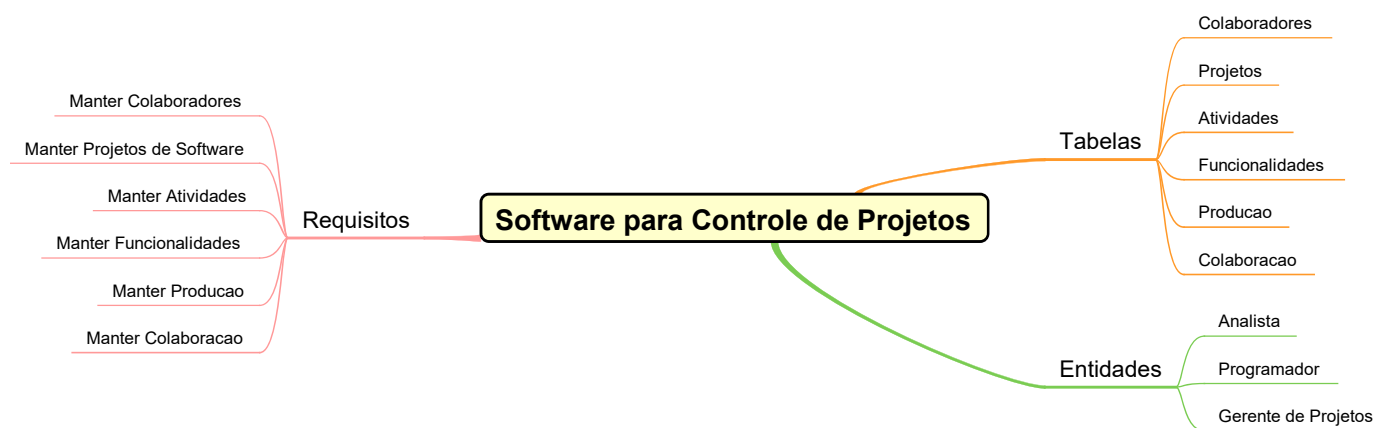 Software para Controle de Projetos
Requisitos
Manter Colaboradores
Manter Projetos de Software
Manter Atividades
Manter Funcionalidades
Manter Producao
Manter Colaboracao
Tabelas
Colaboradores
Projetos
Atividades
Funcionalidades
Producao
Colaboracao
Entidades
Analista
Programador
Gerente de Projetos